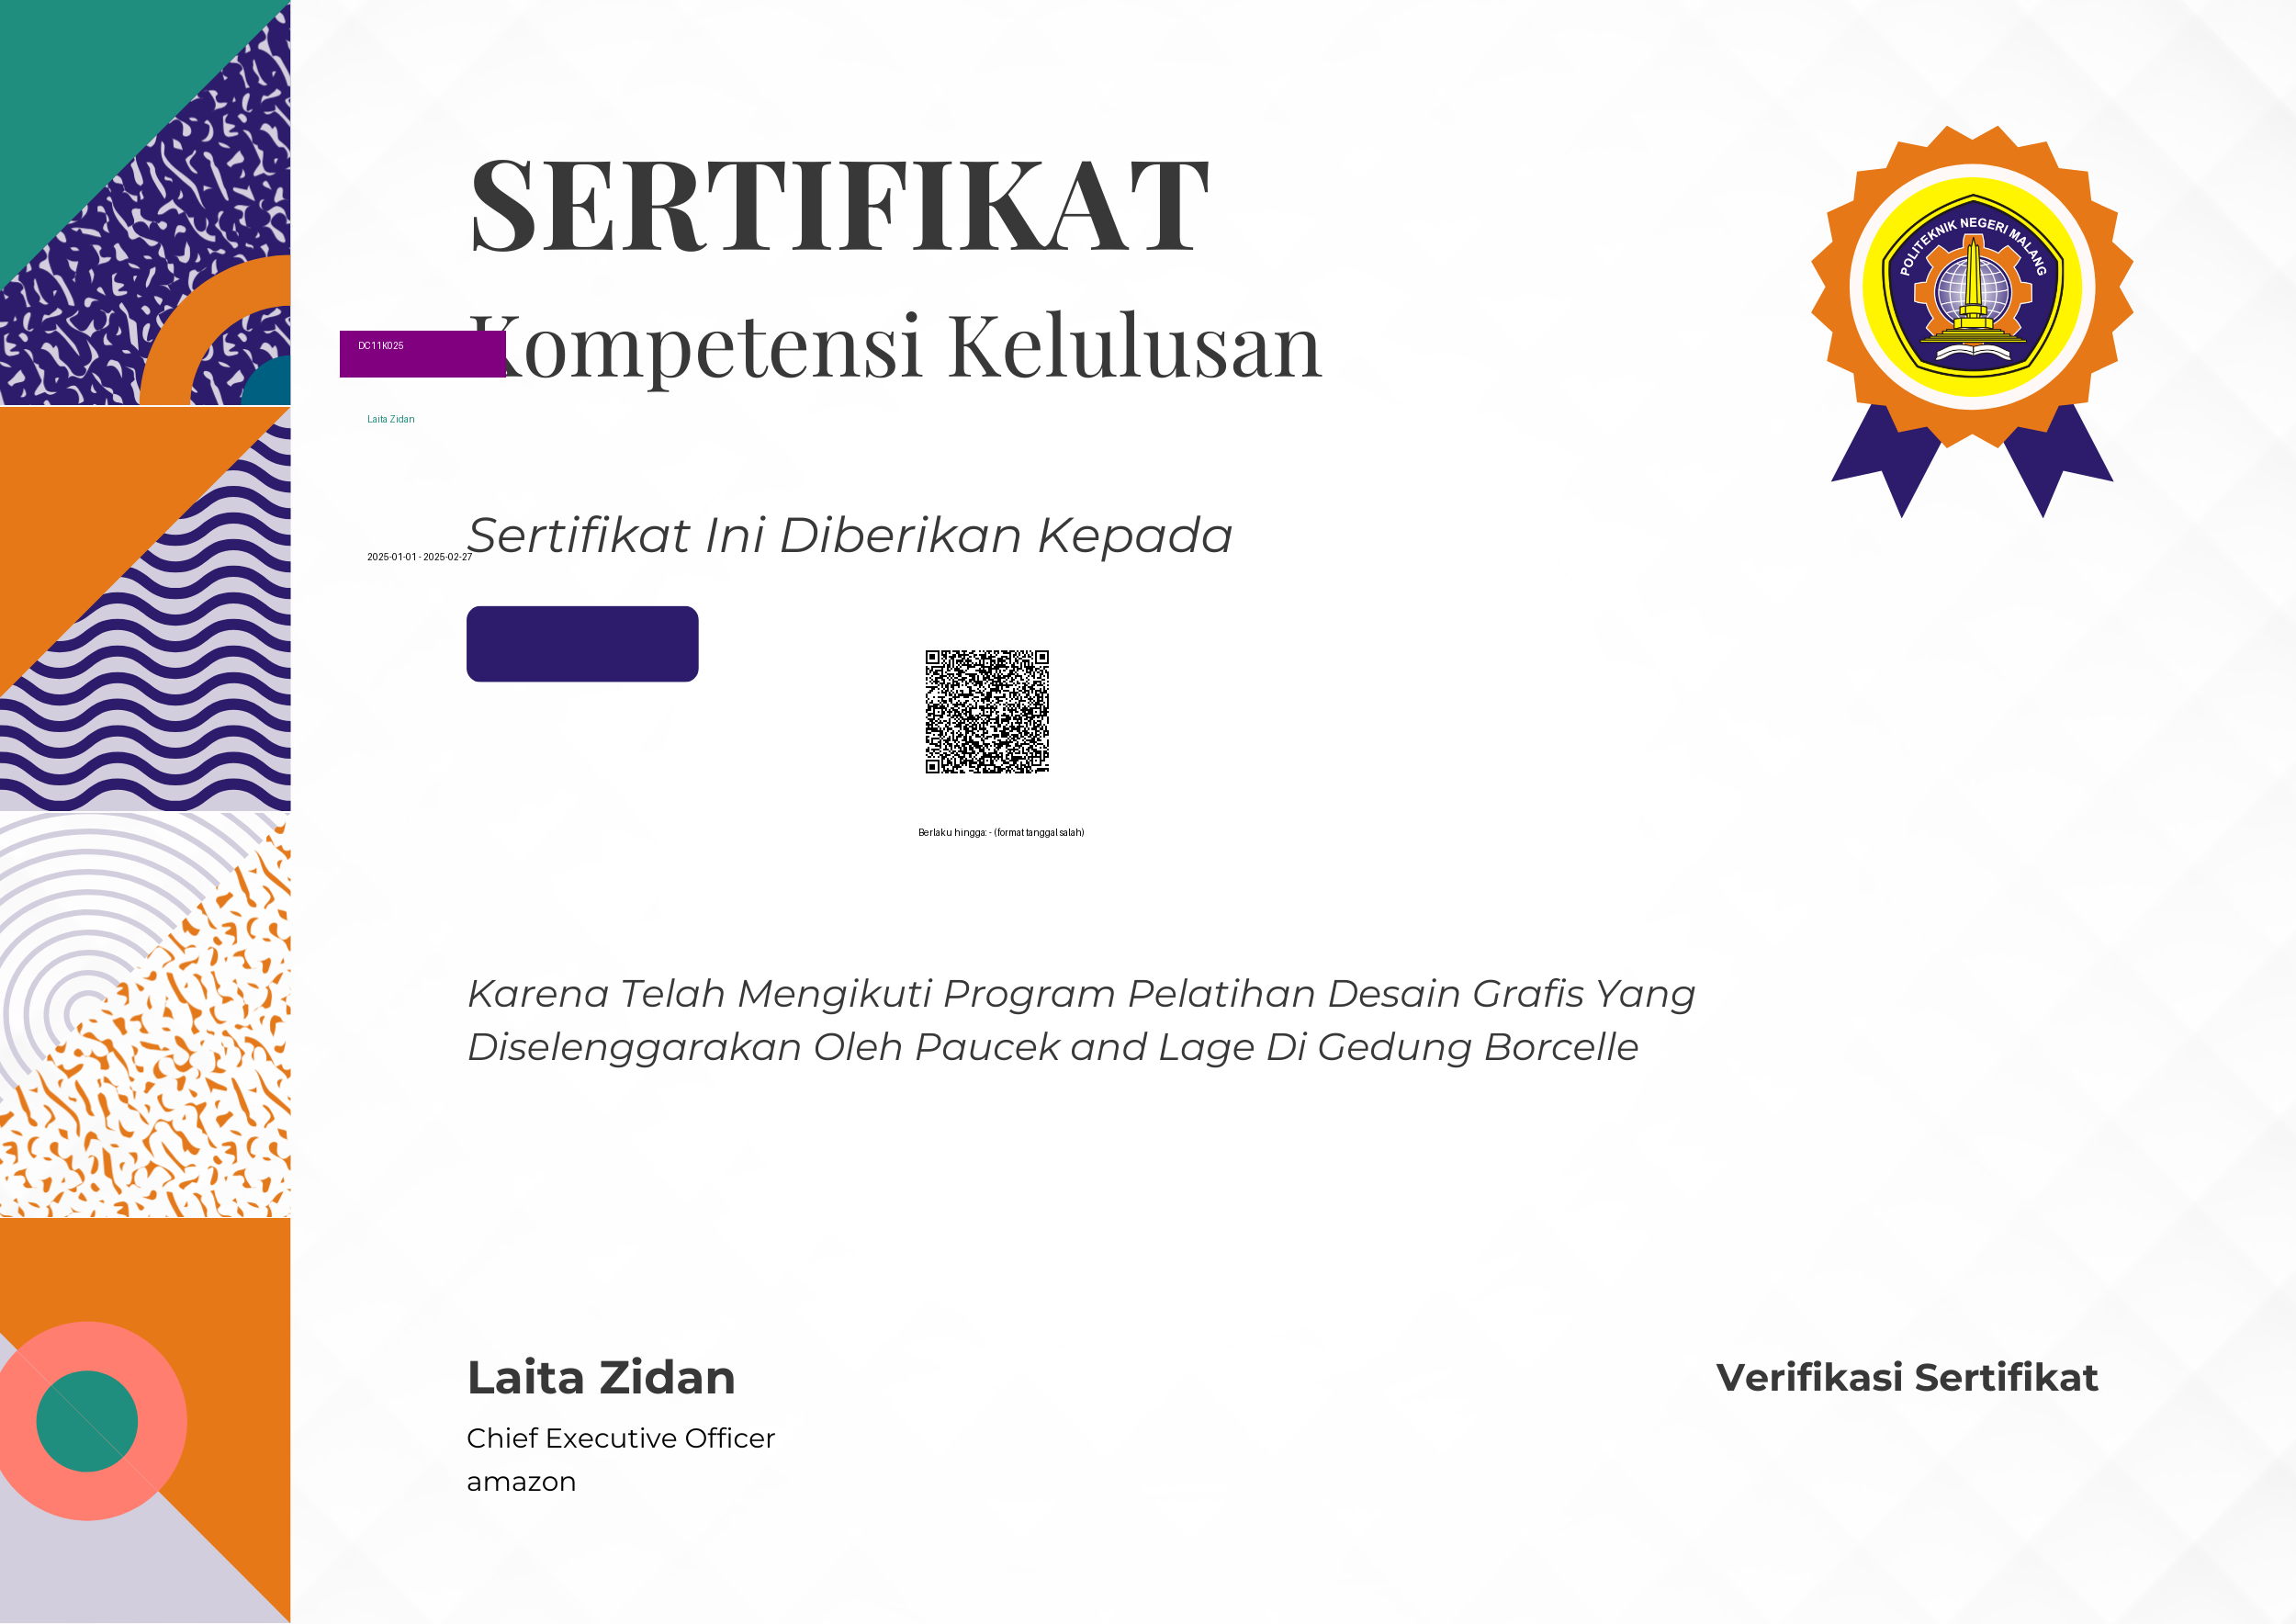 SERTIFIKAT
POLITEKNIK NEGERI MALANG
Kompetensi Kelulusan
DC11K025
Laita Zidan
Sertifikat Ini Diberikan Kepada
2025-01-01 - 2025-02-27
Berlaku hingga: - (format tanggal salah)
Karena Telah Mengikuti Program Pelatihan Desain Grafis Yang
Diselenggarakan Oleh Paucek and Lage Di Gedung Borcelle
Laita Zidan
Chief Executive Officer
amazon
Verifikasi Sertifikat